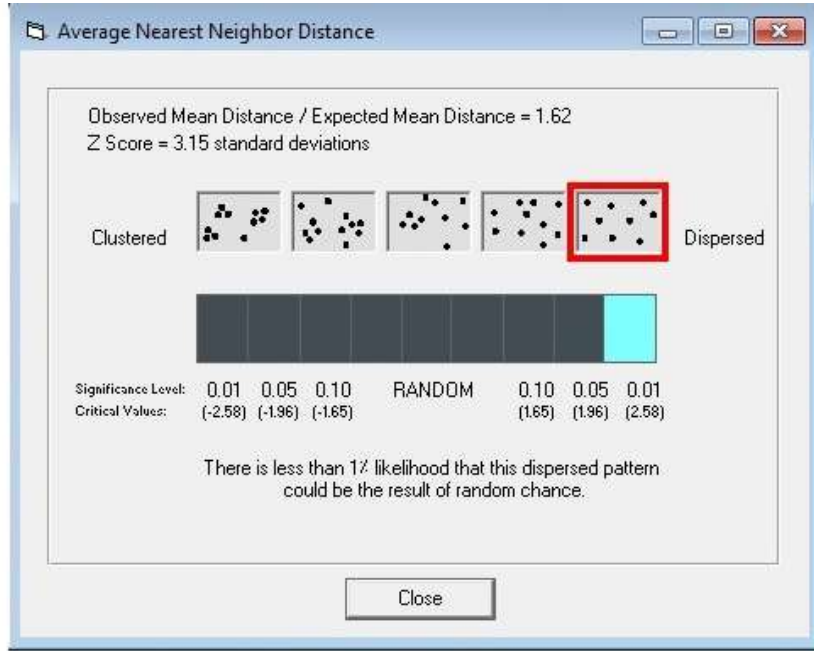 Average Nearest Neighbor Distance
Observed Mean Distance / Expected Mean Distance = 1.62
Z Score = 3.15 standard deviations
Clustered
Dispersed
Significance Level: 0.01 0.05 0.10 RANDOM 0.10 0.05 0.01
Critical Values: (-2.58) (-1.96) (-1.65) (1.65) (1.96) (2.58)
There is less than 1% likelihood that this dispersed pattern
could be the result of random chance.
Close